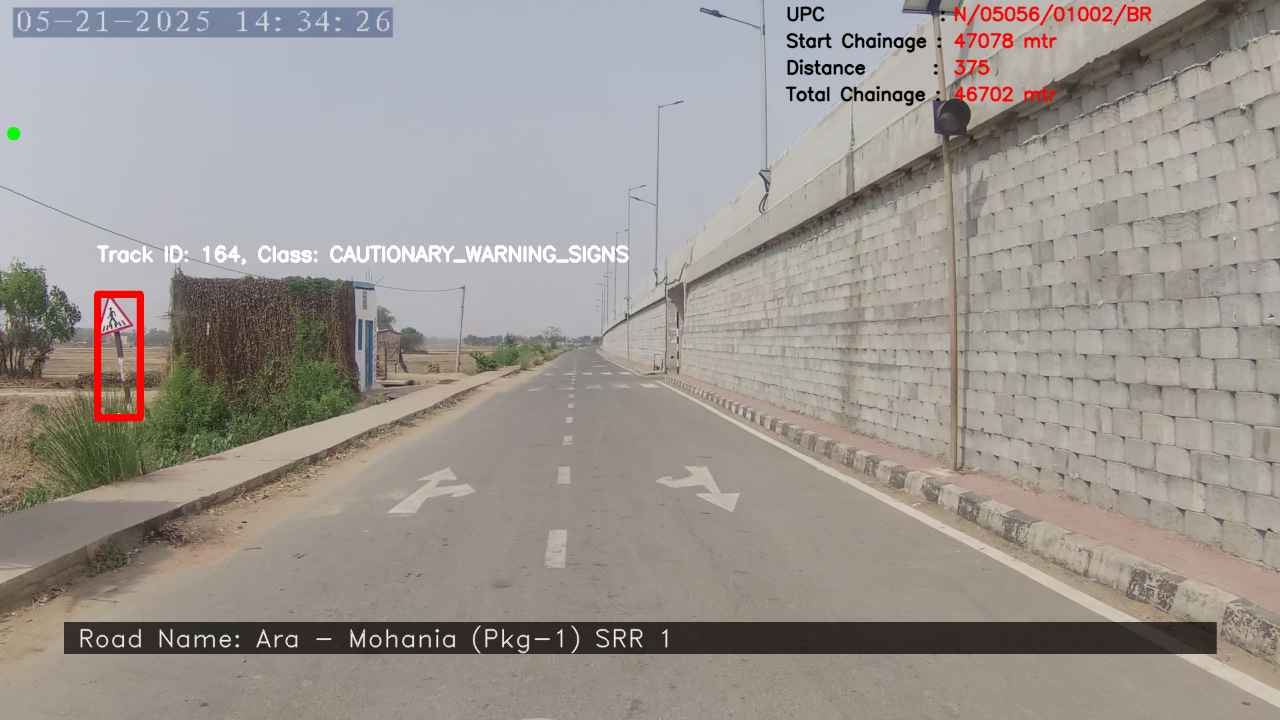 05-21-2025 14:34:26
UPC : N/05056/01002/BR
Start Chainage : 47078 mtr
Distance : 375
Total Chainage : 46702 mtr
Track ID: 164, Class: CAUTIONARY_WARNING_SIGNS
Road Name: Ara - Mohania (Pkg-1) SRR 1